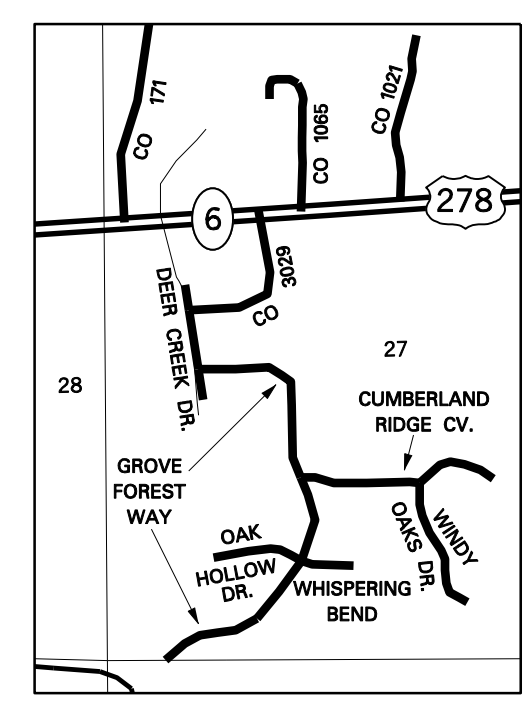 CO 171
CO 1065
CO 1021
6
278
CO 3029
DEER CREEK DR.
27
28
CUMBERLAND
RIDGE CV.
GROVE
FOREST
WAY
OAK
HOLLOW
DR.
WINDY
OAKS DR.
WHISPERING
BEND